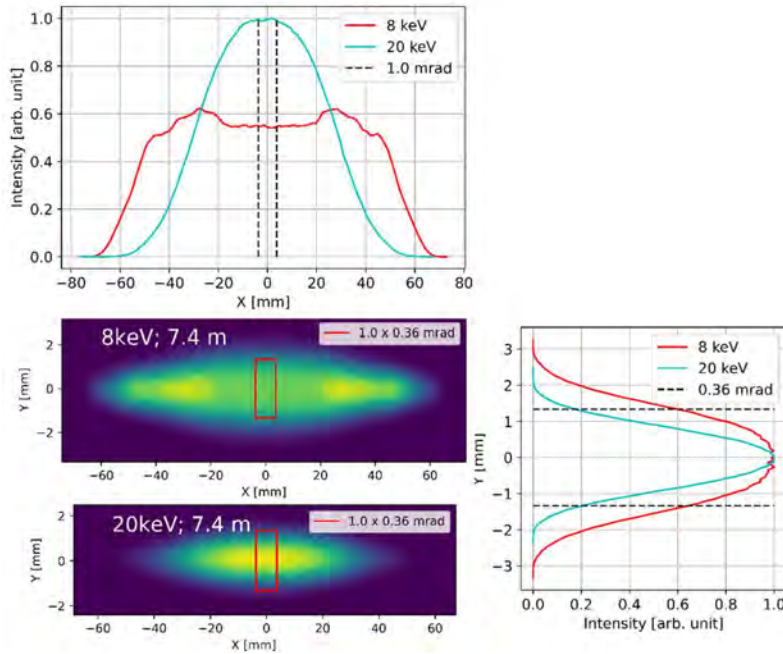 1.0
0.8
0.6
0.4
0.2
0.0
Intensity [arb. unit]
8 keV
20 keV
1.0 mrad
−80 −60 −40 −20 0 20 40 60 80
X [mm]
8keV; 7.4 m
1.0 x 0.36 mrad
2
0
−2
Y [mm]
−60 −40 −20 0 20 40 60
X [mm]
20keV; 7.4 m
1.0 x 0.36 mrad
2
0
−2
Y [mm]
−60 −40 −20 0 20 40 60
X [mm]
8 keV
20 keV
0.36 mrad
3
2
1
0
−1
−2
−3
Y [mm]
0.0 0.2 0.4 0.6 0.8 1.0
Intensity [arb. unit]